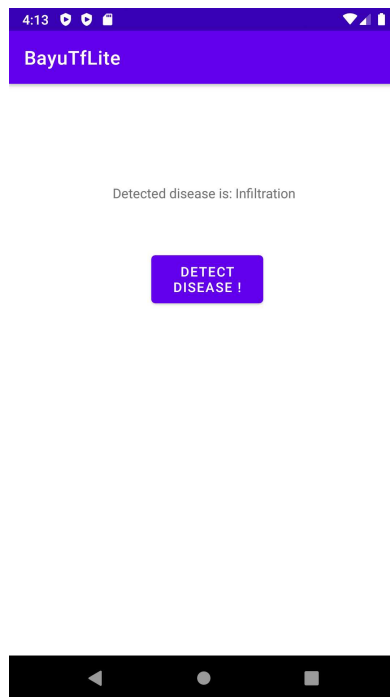 4:13
BayuTfLite
Detected disease is: Infiltration
DETECT
DISEASE !